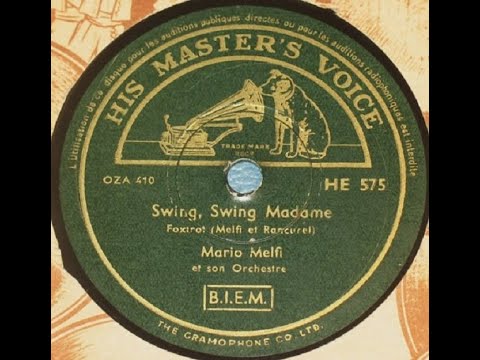 L'Utilisation de ce disque pour les auditions publiques directes ou par les auditions radiophoniques est interdite
HIS MASTER'S VOICE
TRADE MARK
OZA 410
HE 575
Swing, Swing Madame
Foxtrot (Melfi et Rancurel)
Mario Melfi
et son Orchestre
B.I.E.M.
THE GRAMOPHONE CO. LTD.